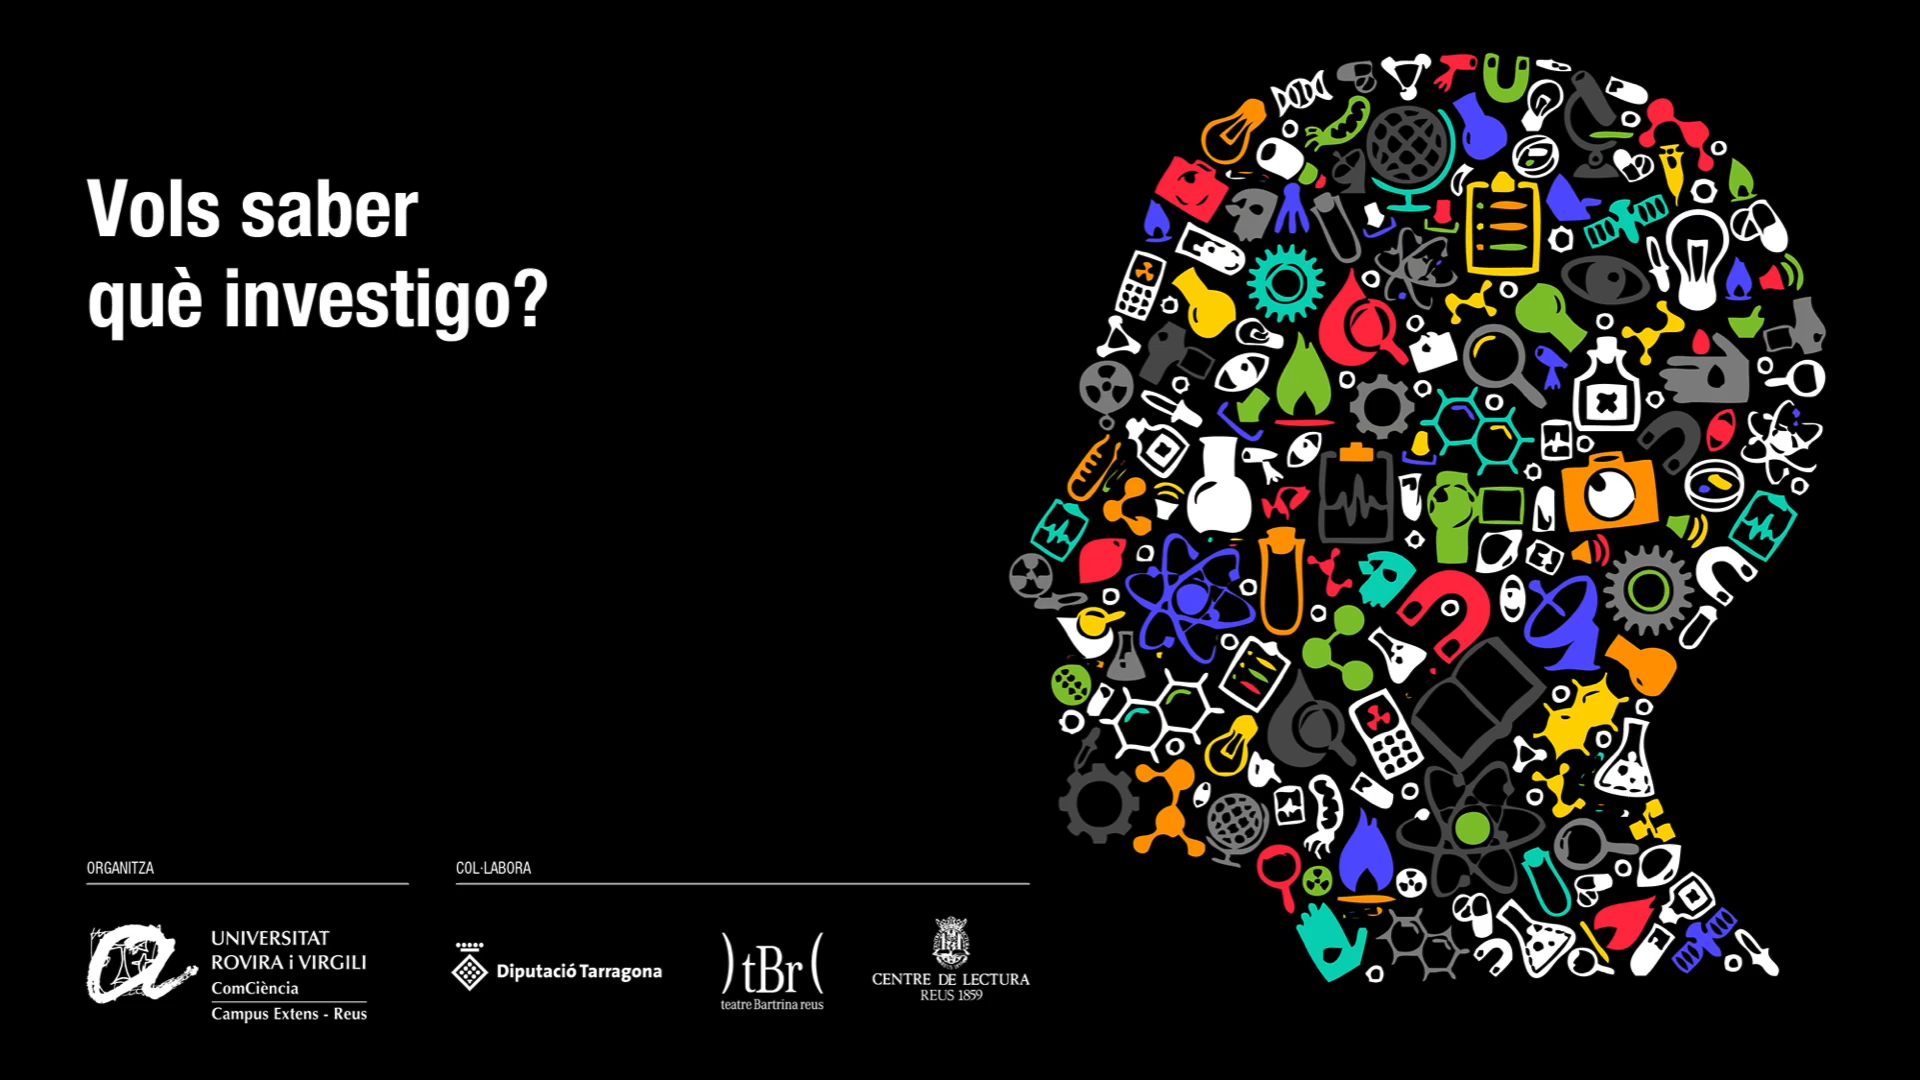 Vols saber
què investigo?
ORGANITZA
UNIVERSITAT
ROVIRA i VIRGILI
ComCiència
Campus Extens - Reus
COL·LABORA
Diputació Tarragona
)tBr(
teatre Bartrina reus
CENTRE DE LECTURA
REUS 1859